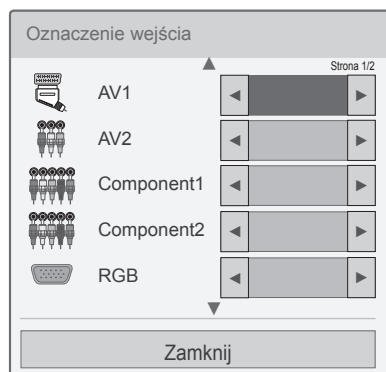 Oznaczenie wejścia
Strona 1/2
AV1
AV2
Component1
Component2
RGB
Zamknij